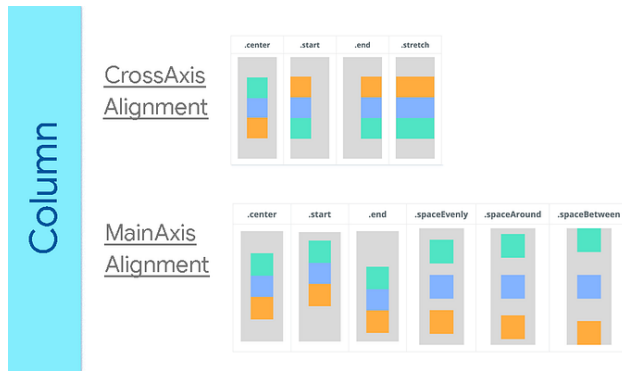 Column
CrossAxis
Alignment
.center .start .end .stretch
MainAxis
Alignment
.center .start .end .spaceEvenly .spaceAround .spaceBetween